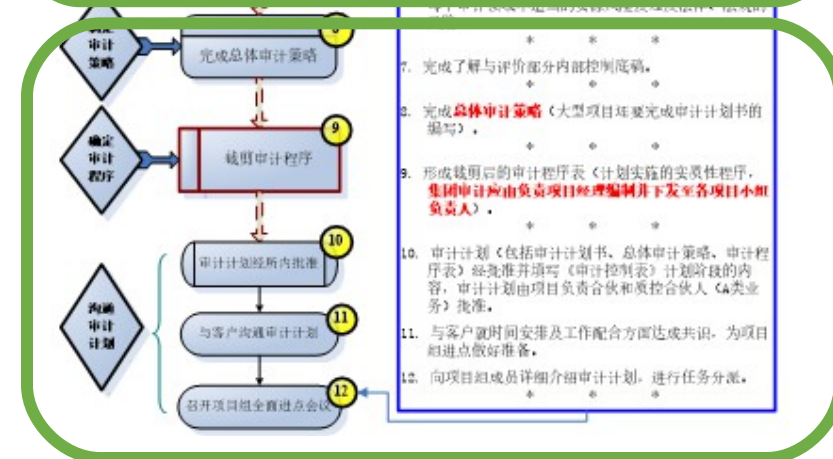 审计
策略
完成总体审计策略
确定
审计
程序
9
裁剪审计程序
沟通
审计
计划
10
审计计划经所内批准
11
与客户沟通审计计划
12
召开项目组全面进点会议
* * *
7. 完成了解与评价部分内部控制底稿。
* * *
8. 完成总体审计策略（大型项目还要完成审计计划书的
编写）。
* * *
9. 形成裁剪后的审计程序表（计划实施的实质性程序，
集团审计应由负责项目经理编制并下发至各项目小组
负责人）。
* * *
10. 审计计划（包括审计计划书、总体审计策略、审计程
序表）经批准并填写《审计控制表》计划阶段的内
容，审计计划由项目负责合伙和质控合伙人（A类业
务）批准。
11. 与客户就时间安排及工作配合方面达成共识，为项目
组进点做好准备。
12. 向项目组成员详细介绍审计计划，进行任务分派。
* * *